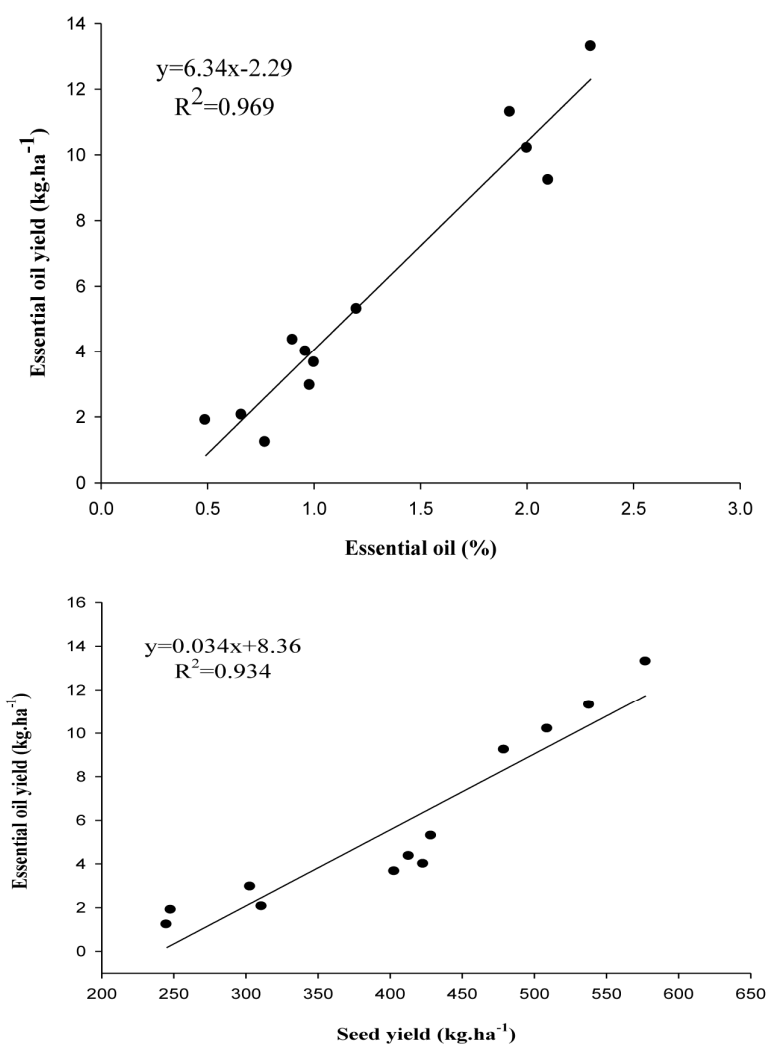 14
12
10
8
6
4
2
0
y=6.34x-2.29
R2=0.969
Essential oil yield (kg.ha-1)
0.0 0.5 1.0 1.5 2.0 2.5 3.0
Essential oil (%)
16
14
12
10
8
6
4
2
0
y=0.034x+8.36
R2=0.934
Essential oil yield (kg.ha-1)
200 250 300 350 400 450 500 550 600 650
Seed yield (kg.ha-1)